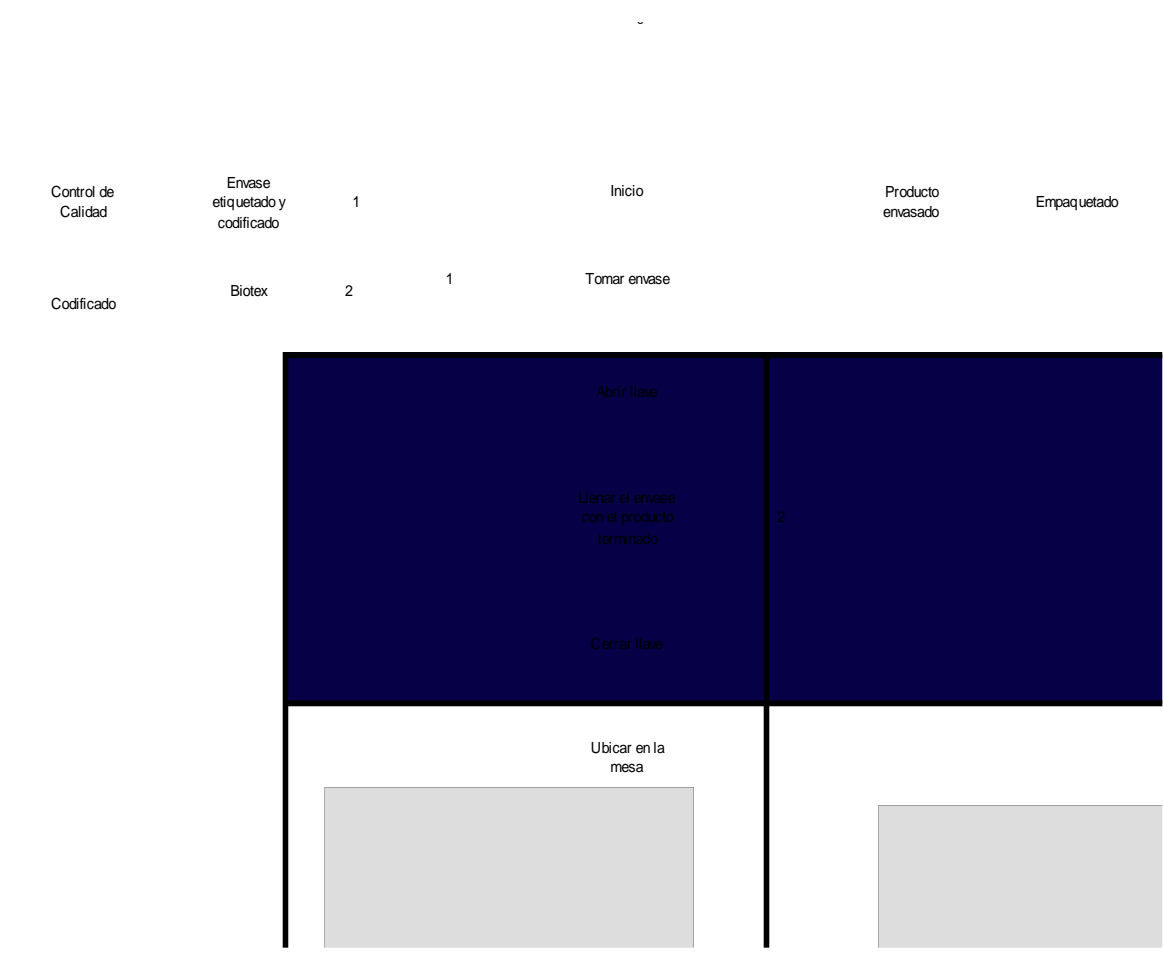 Control de
Calidad
Envase
etiquetado y
codificado
1
Inicio
Producto
envasado
Empaquetado
Codificado
Biotex
2
1
Tomar envase
Abrir llave
Llenar el envase
con el producto
terminado
2
Cerrar llave
Ubicar en la
mesa